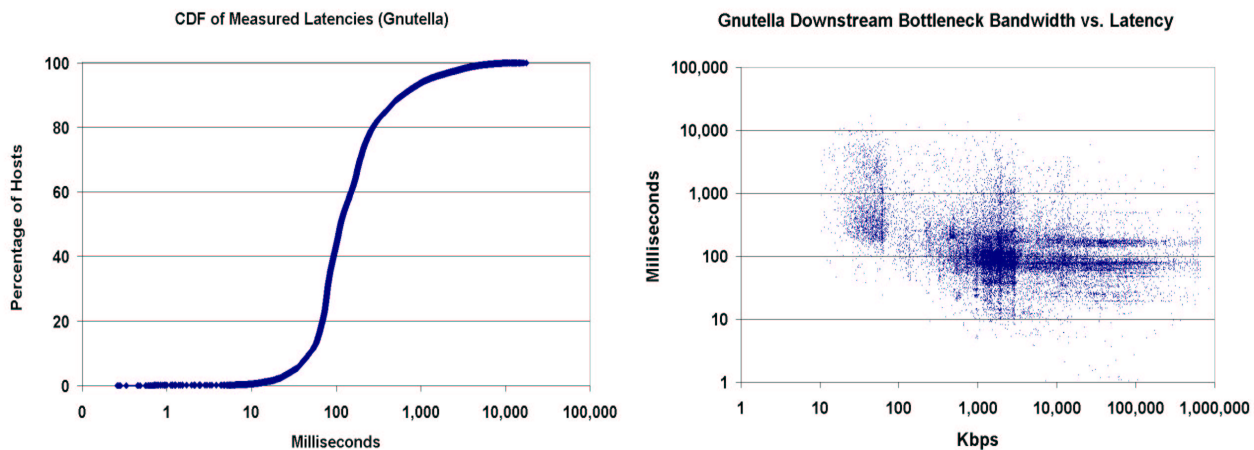 CDF of Measured Latencies (Gnutella)
Percentage of Hosts
100
80
60
40
20
0
0 1 10 100 1,000 10,000 100,000
Milliseconds
Gnutella Downstream Bottleneck Bandwidth vs. Latency
Milliseconds
100,000
10,000
1,000
100
10
1
1 10 100 1,000 10,000 100,000 1,000,000
Kbps